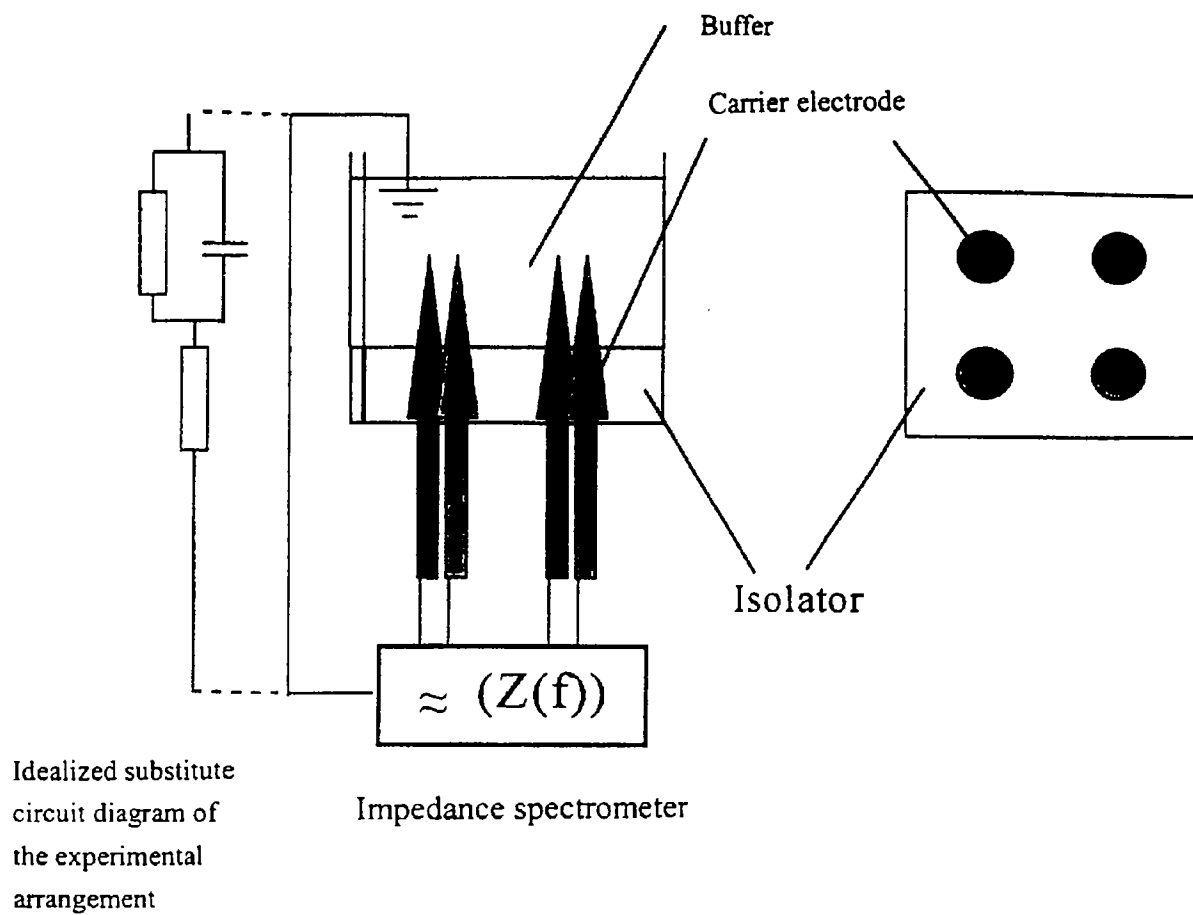 Buffer
Carrier electrode
Isolator
≈ (Z(f))
Idealized substitute
circuit diagram of
the experimental
arrangement
Impedance spectrometer